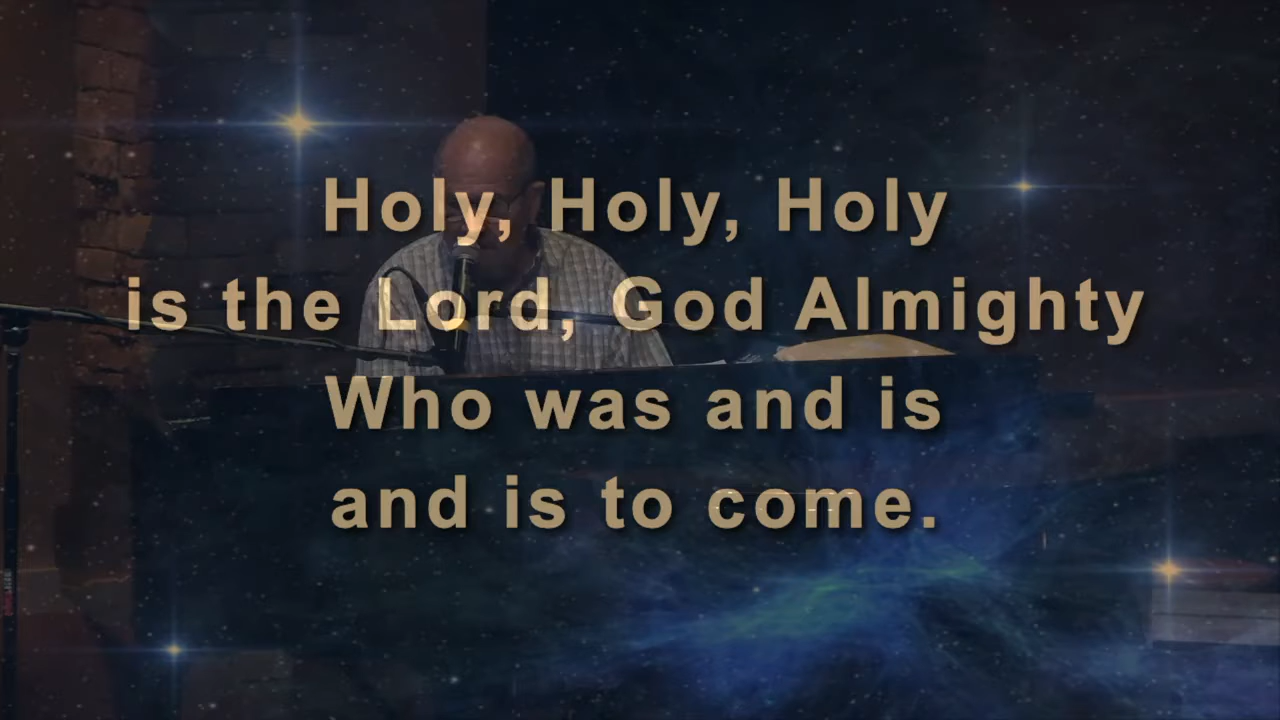 Holy, Holy, Holy
is the Lord, God Almighty
Who was and is
and is to come.